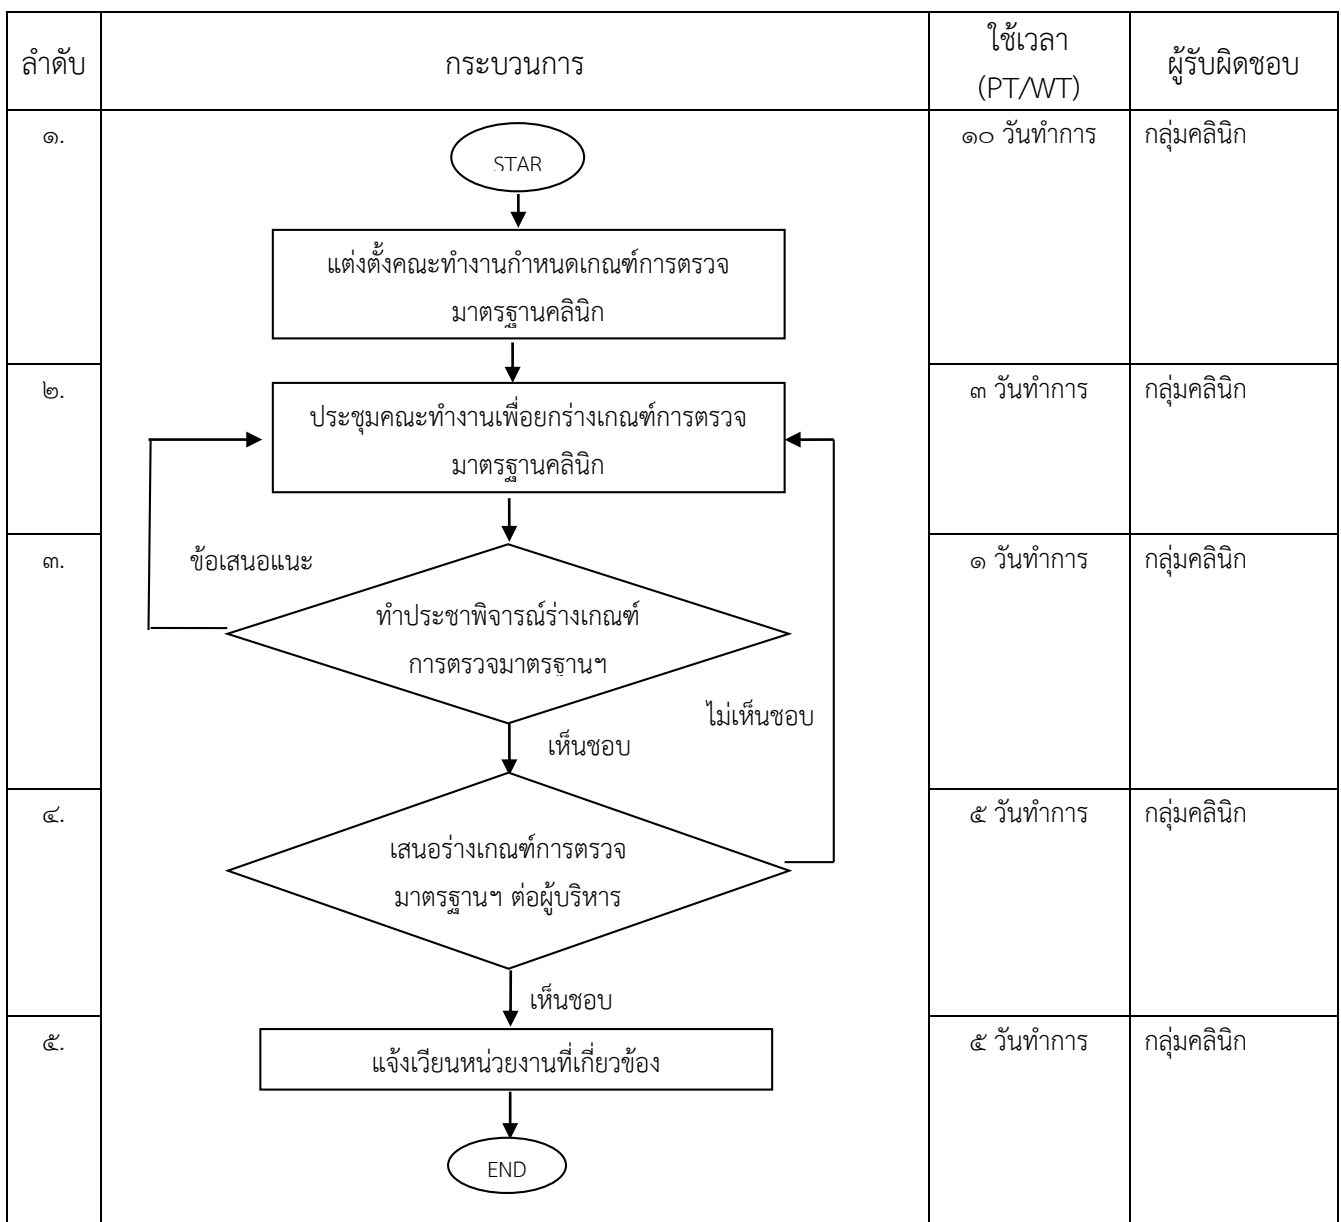 ลำดับ
กระบวนการ
ใช้เวลา
(PT/WT)
ผู้รับผิดชอบ
๑.
STAR
๑๐ วันทำการ
กลุ่มคลินิก
แต่งตั้งคณะทำงานกำหนดเกณฑ์การตรวจ
มาตรฐานคลินิก
๒.
ประชุมคณะทำงานเพื่อยกร่างเกณฑ์การตรวจ
มาตรฐานคลินิก
๓ วันทำการ
กลุ่มคลินิก
๓.
ข้อเสนอแนะ
ทำประชาพิจารณ์ร่างเกณฑ์
การตรวจมาตรฐานฯ
๑ วันทำการ
กลุ่มคลินิก
ไม่เห็นชอบ
เห็นชอบ
๔.
เสนอร่างเกณฑ์การตรวจ
มาตรฐานฯ ต่อผู้บริหาร
๕ วันทำการ
กลุ่มคลินิก
เห็นชอบ
๕.
แจ้งเวียนหน่วยงานที่เกี่ยวข้อง
๕ วันทำการ
กลุ่มคลินิก
END